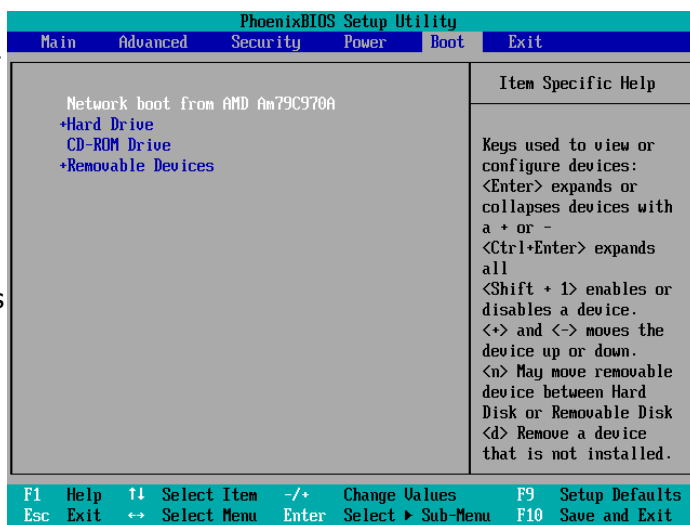 PhoenixBIOS Setup Utility
Main Advanced Security Power Boot Exit
Network boot from AMD Am79C970A
+Hard Drive
CD-ROM Drive
+Removable Devices
Item Specific Help
Keys used to view or
configure devices:
<Enter> expands or
collapses devices with
a + or -
<Ctrl+Enter> expands
all
<Shift + 1> enables or
disables a device.
<+> and <-> moves the
device up or down.
<n> May move removable
device between Hard
Disk or Removable Disk
<d> Remove a device
that is not installed.
F1 Help ↑↓ Select Item -/+ Change Values F9 Setup Defaults
Esc Exit ↔ Select Menu Enter Select ▶ Sub-Menu F10 Save and Exit
s